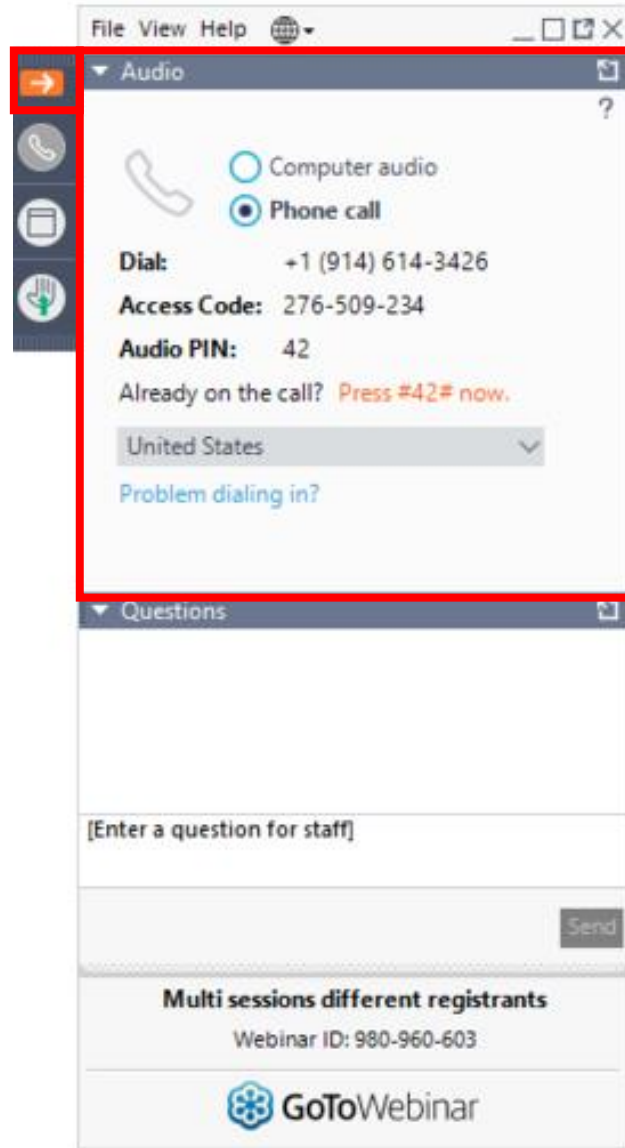 File View Help
Audio
?
Computer audio
Phone call
Dial: +1 (914) 614-3426
Access Code: 276-509-234
Audio PIN: 42
Already on the call? Press #42# now.
United States
Problem dialing in?
Questions
[Enter a question for staff]
Send
Multi sessions different registrants
Webinar ID: 980-960-603
GoToWebinar